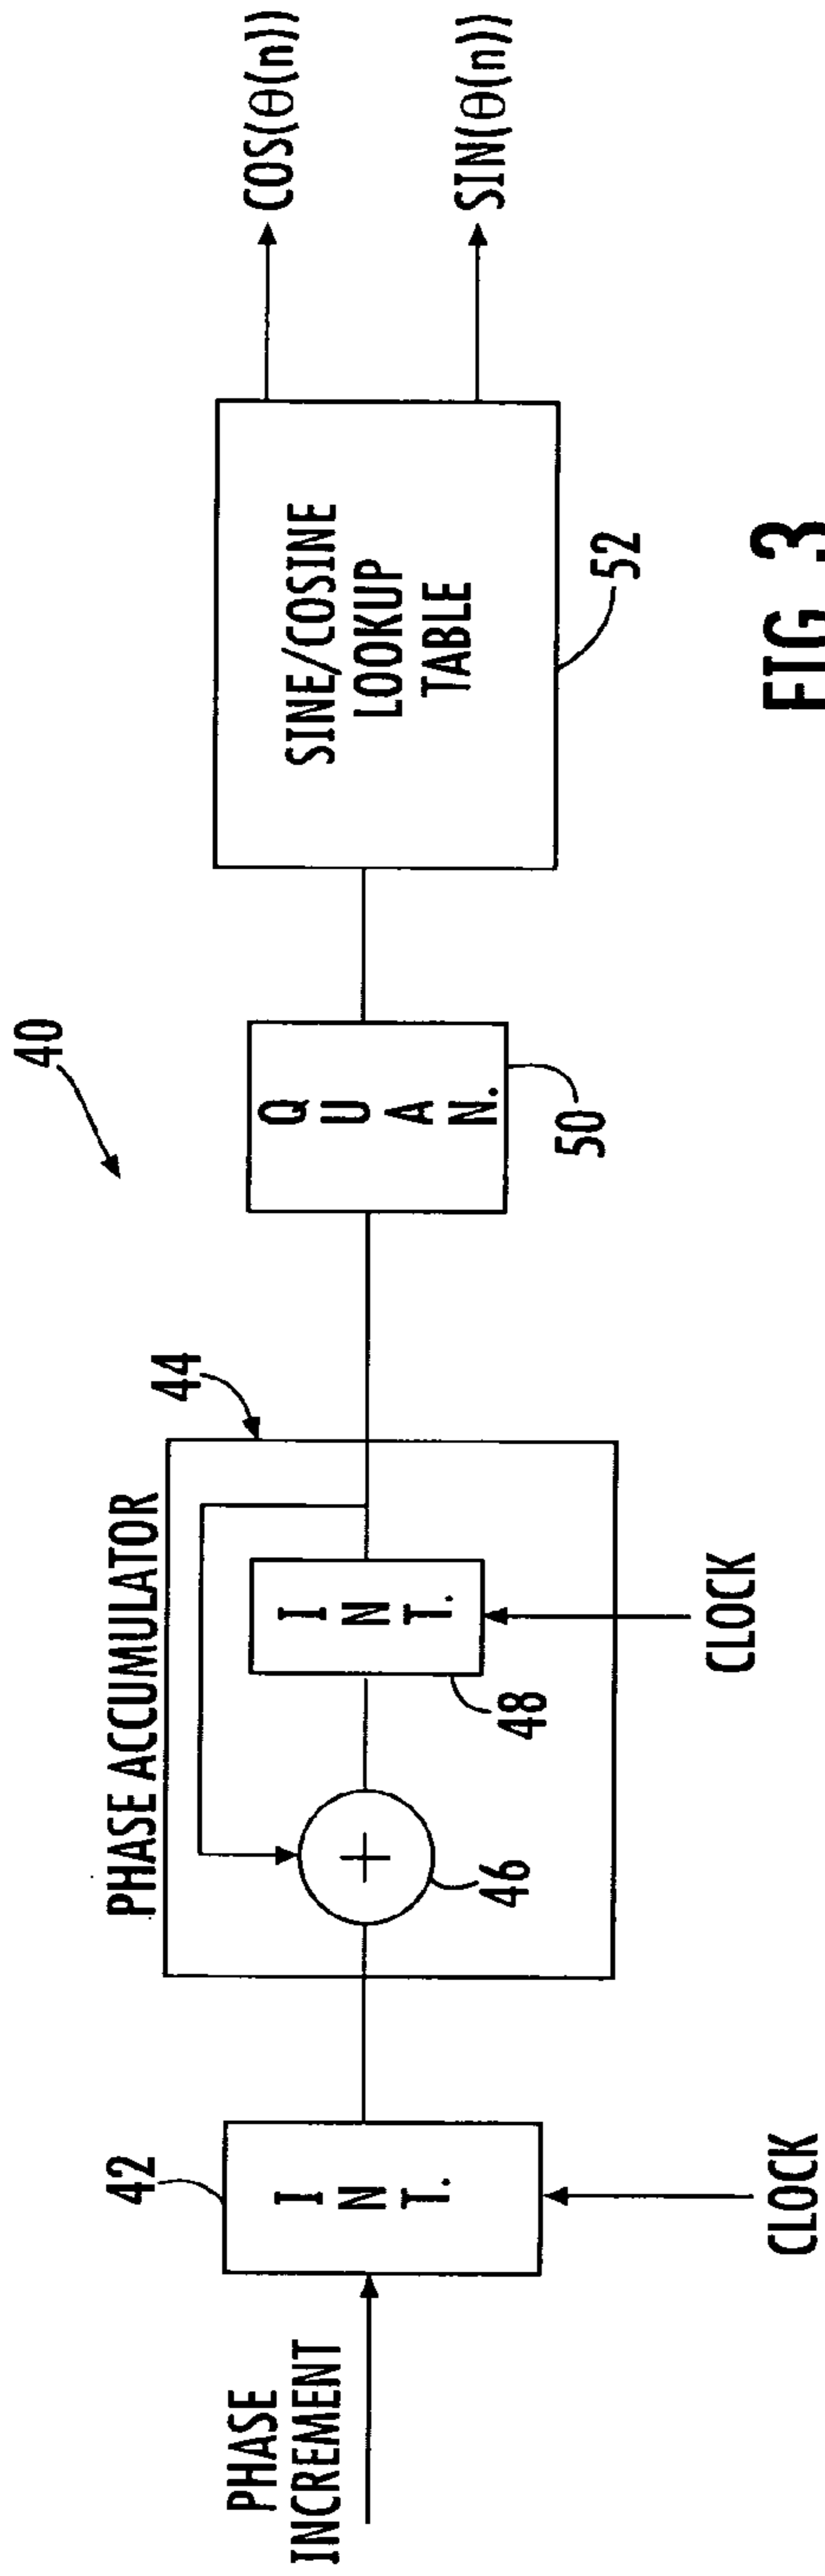 40
PHASE
INCREMENT
42
I
N
T.
CLOCK
PHASE ACCUMULATOR
44
46
I
N
T.
48
CLOCK
Q
U
A
N.
50
SINE/COSINE
LOOKUP
TABLE
52
COS(θ(n))
SIN(θ(n))
FIG. 3